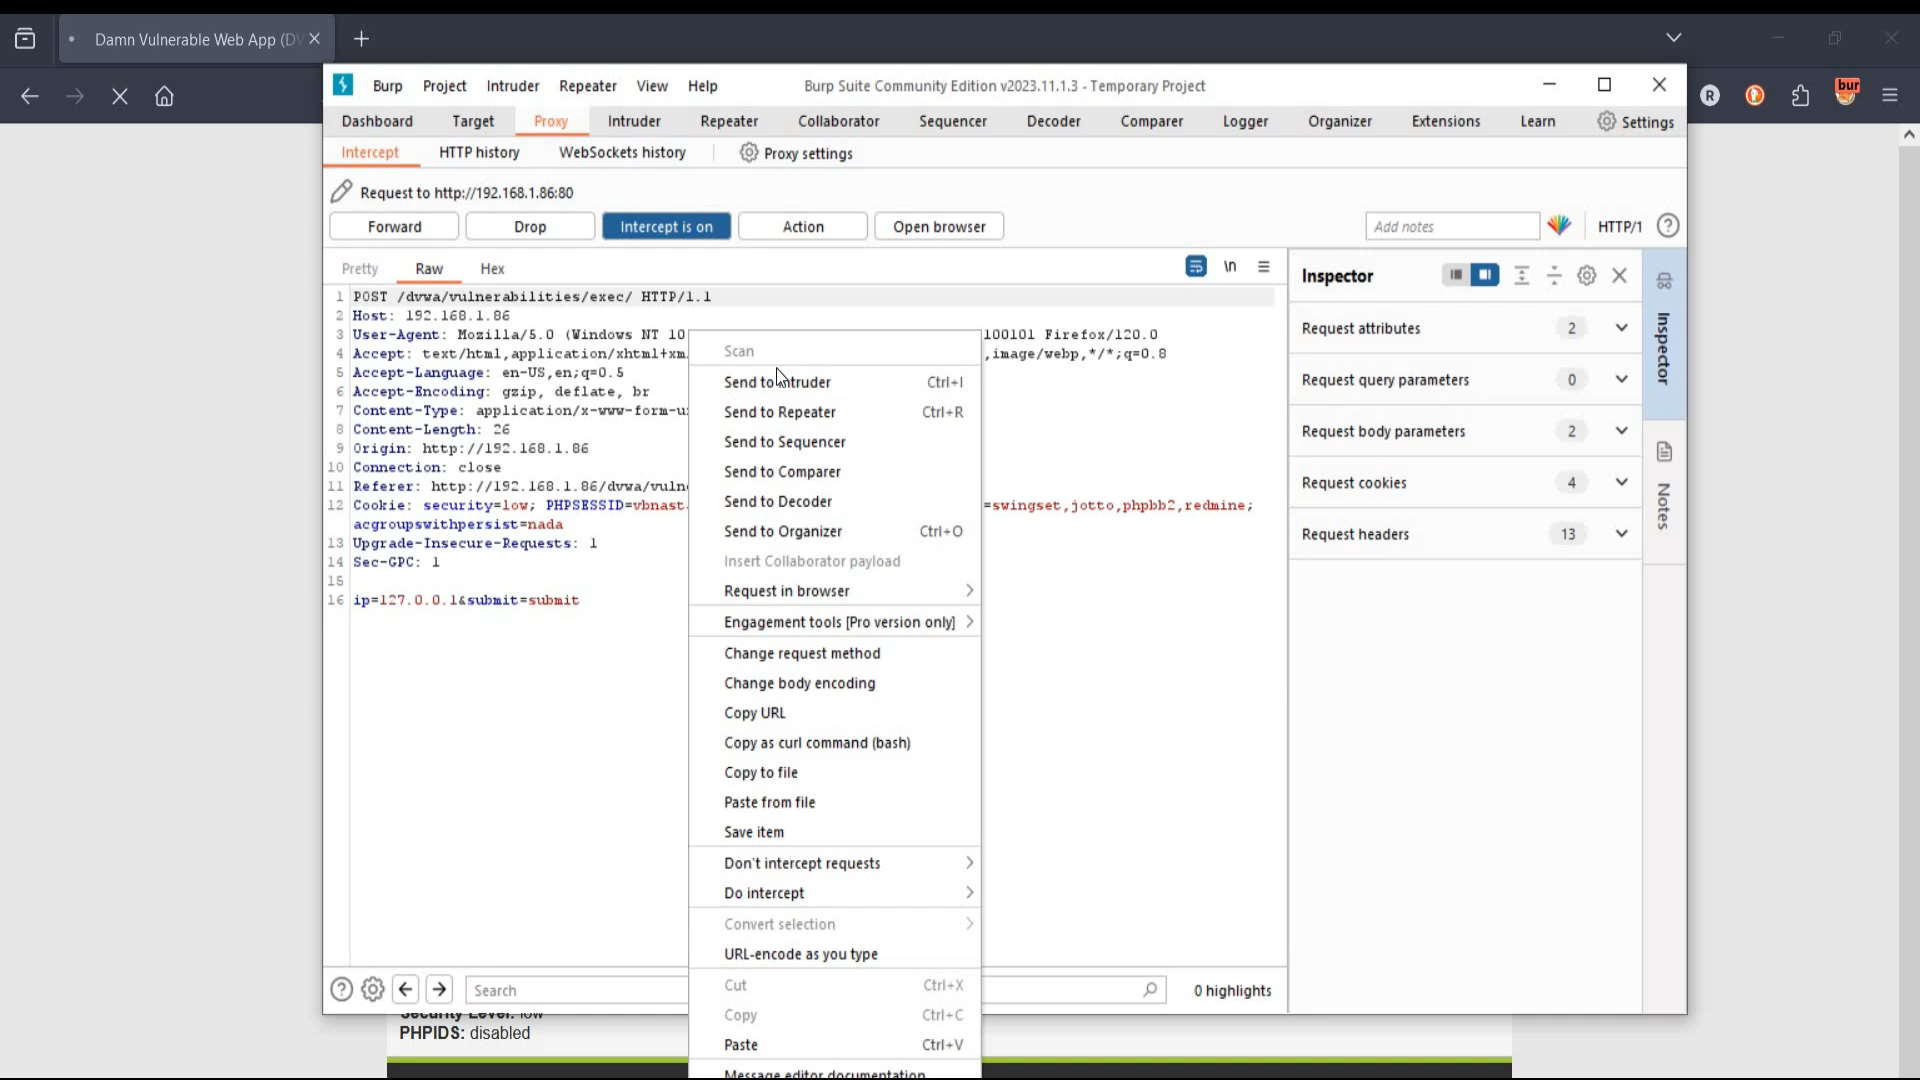 Damn Vulnerable Web App (DV
Burp Project Intruder Repeater View Help
Burp Suite Community Edition v2023.11.1.3 - Temporary Project
R
bur
Dashboard Target Proxy Intruder Repeater Collaborator Sequencer Decoder Comparer Logger Organizer Extensions Learn Settings
Intercept HTTP history WebSockets history Proxy settings
Request to http://192.168.1.86:80
Forward Drop Intercept is on Action Open browser Add notes HTTP/1 ?
Pretty Raw Hex \n
1 POST /dvwa/vulnerabilities/exec/ HTTP/1.1
2 Host: 192.168.1.86
3 User-Agent: Mozilla/5.0 (Windows NT 10 100101 Firefox/120.0
4 Accept: text/html,application/xhtml+xm ,image/webp,*/*;q=0.8
5 Accept-Language: en-US,en;q=0.5
6 Accept-Encoding: gzip, deflate, br
7 Content-Type: application/x-www-form-u
8 Content-Length: 26
9 Origin: http://192.168.1.86
10 Connection: close
11 Referer: http://192.168.1.86/dvwa/vuln
12 Cookie: security=low; PHPSESSID=vbnast =swingset,jotto,phpbb2,redmine;
acgroupswithpersist=nada
13 Upgrade-Insecure-Requests: 1
14 Sec-GPC: 1
15
16 ip=127.0.0.1&submit=submit
Scan
Send to Intruder Ctrl+I
Send to Repeater Ctrl+R
Send to Sequencer
Send to Comparer
Send to Decoder
Send to Organizer Ctrl+O
Insert Collaborator payload
Request in browser
Engagement tools [Pro version only]
Change request method
Change body encoding
Copy URL
Copy as curl command (bash)
Copy to file
Paste from file
Save item
Don't intercept requests
Do intercept
Convert selection
URL-encode as you type
Cut Ctrl+X
Copy Ctrl+C
Paste Ctrl+V
Message editor documentation
Inspector
Request attributes 2
Request query parameters 0
Request body parameters 2
Request cookies 4
Request headers 13
Inspector
Notes
? Search 0 highlights
Security Level: low
PHPIDS: disabled